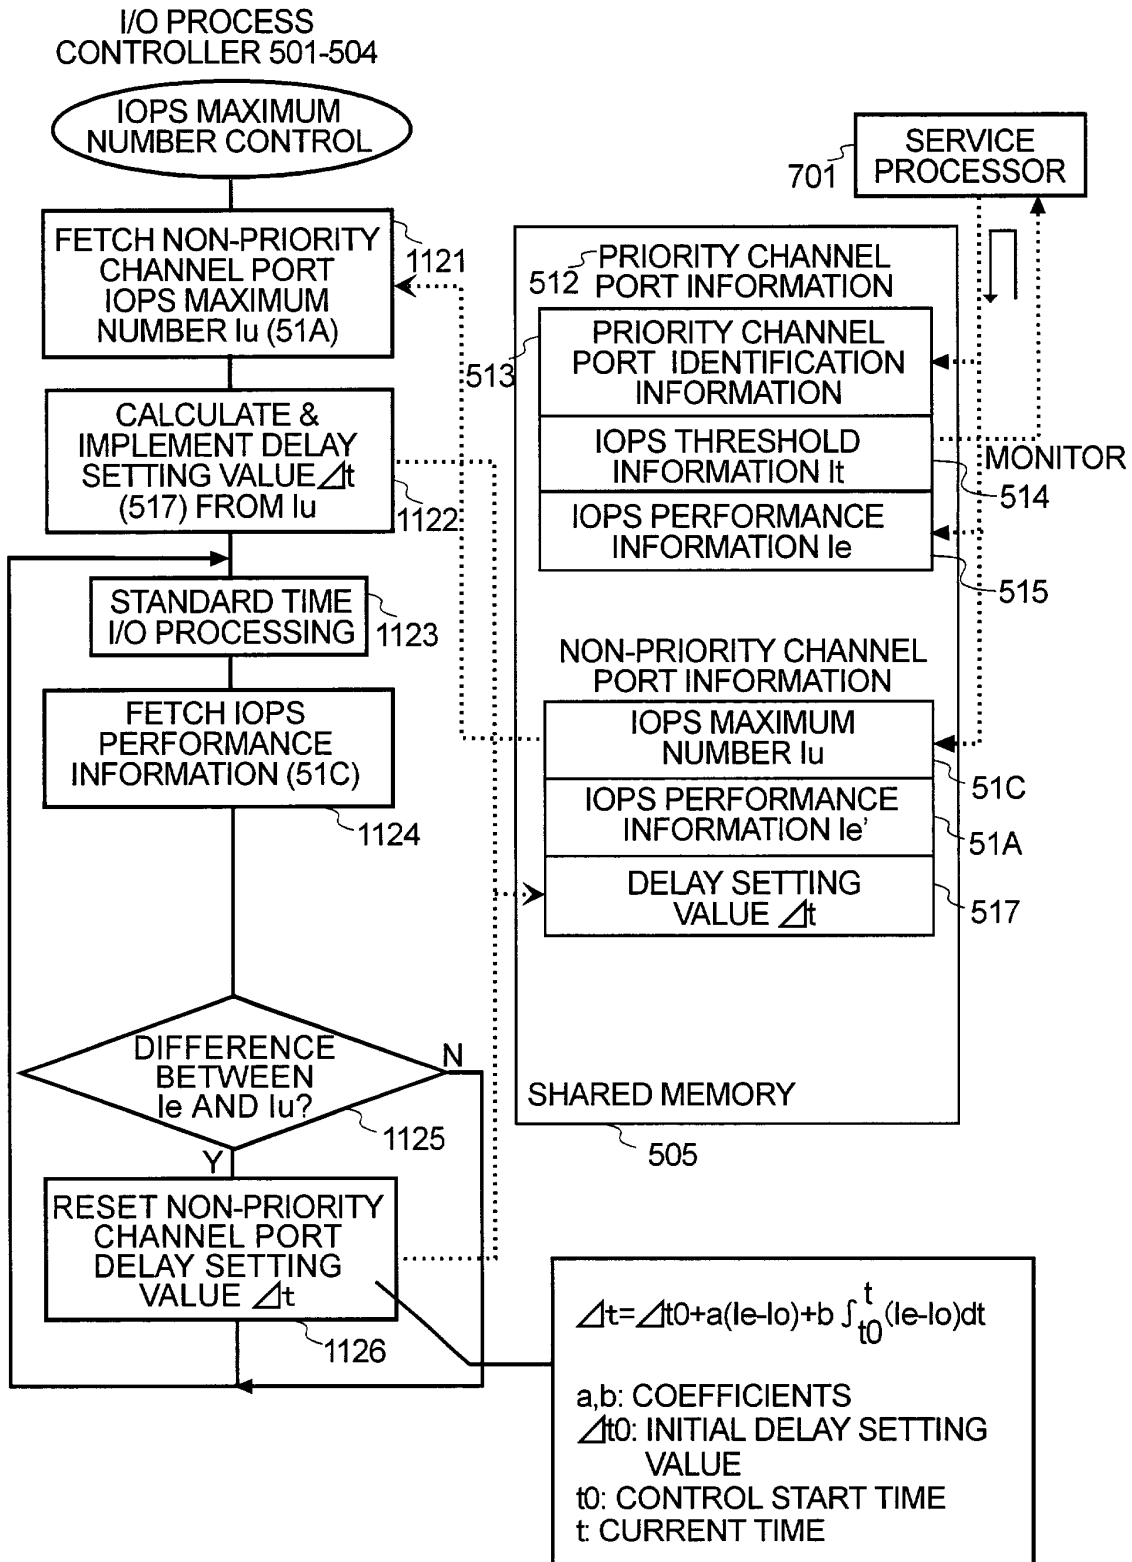 I/O PROCESS
CONTROLLER 501-504
IOPS MAXIMUM
NUMBER CONTROL
FETCH NON-PRIORITY
CHANNEL PORT
IOPS MAXIMUM
NUMBER Iu (51A)
1121
CALCULATE &
IMPLEMENT DELAY
SETTING VALUE ⊿t
(517) FROM Iu
1122
STANDARD TIME
I/O PROCESSING
1123
FETCH IOPS
PERFORMANCE
INFORMATION (51C)
1124
DIFFERENCE
BETWEEN
Ie AND Iu?
N
1125
Y
RESET NON-PRIORITY
CHANNEL PORT
DELAY SETTING
VALUE ⊿t
1126
SERVICE
PROCESSOR
701
512
PRIORITY CHANNEL
PORT INFORMATION
513
PRIORITY CHANNEL
PORT IDENTIFICATION
INFORMATION
IOPS THRESHOLD
INFORMATION It
MONITOR
514
IOPS PERFORMANCE
INFORMATION Ie
515
NON-PRIORITY CHANNEL
PORT INFORMATION
IOPS MAXIMUM
NUMBER Iu
51C
IOPS PERFORMANCE
INFORMATION Ie’
51A
DELAY SETTING
VALUE ⊿t
517
SHARED MEMORY
505
⊿t=⊿t0+a(Ie-Io)+b ∫t0 t (Ie-Io)dt
a,b: COEFFICIENTS
⊿t0: INITIAL DELAY SETTING
VALUE
t0: CONTROL START TIME
t: CURRENT TIME